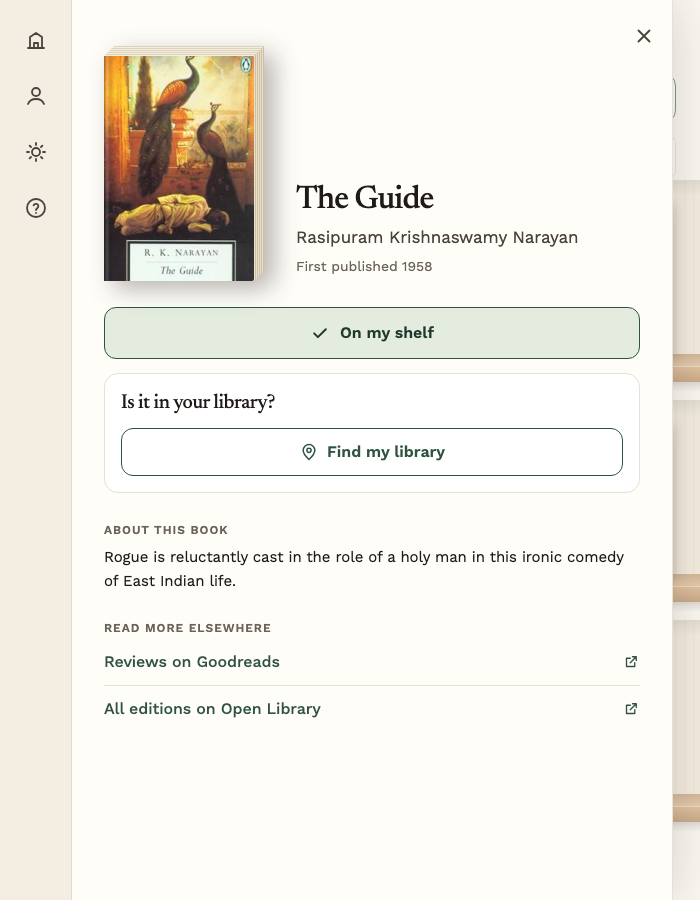 R. K. NARAYAN
The Guide
The Guide
Rasipuram Krishnaswamy Narayan
First published 1958
On my shelf
Is it in your library?
Find my library
ABOUT THIS BOOK
Rogue is reluctantly cast in the role of a holy man in this ironic comedy
of East Indian life.
READ MORE ELSEWHERE
Reviews on Goodreads
All editions on Open Library